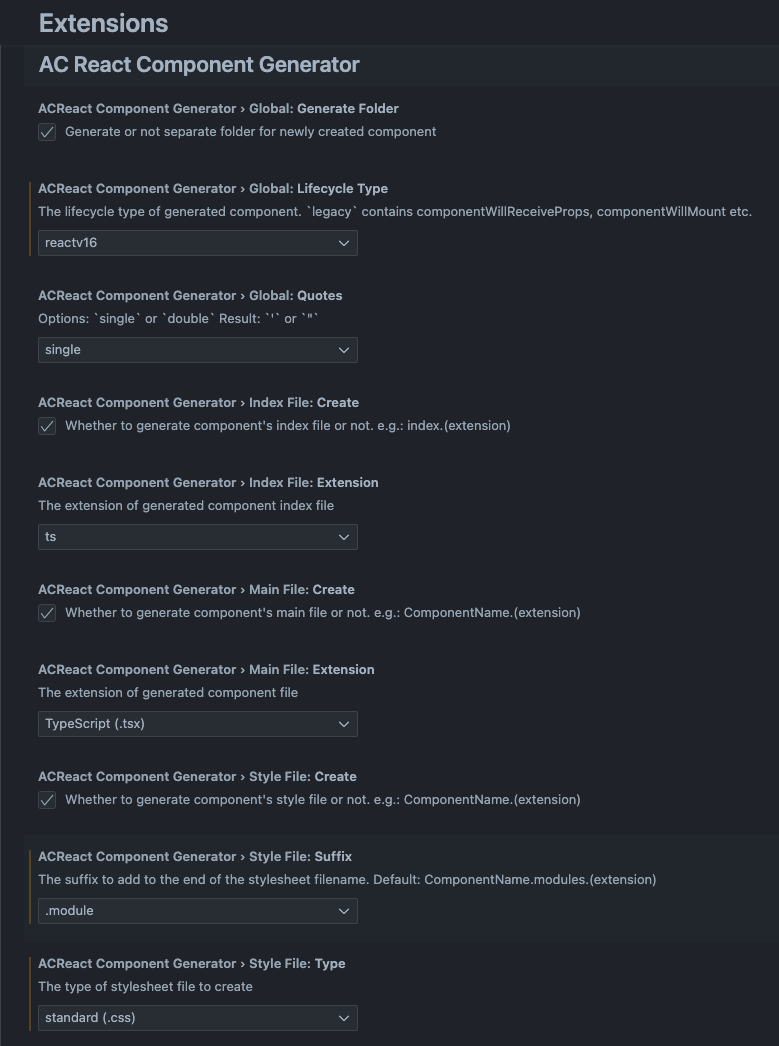 Extensions
AC React Component Generator
ACReact Component Generator › Global: Generate Folder
Generate or not separate folder for newly created component
ACReact Component Generator › Global: Lifecycle Type
The lifecycle type of generated component. `legacy` contains componentWillReceiveProps, componentWillMount etc.
reactv16
ACReact Component Generator › Global: Quotes
Options: `single` or `double` Result: `'` or `"`
single
ACReact Component Generator › Index File: Create
Whether to generate component's index file or not. e.g.: index.(extension)
ACReact Component Generator › Index File: Extension
The extension of generated component index file
ts
ACReact Component Generator › Main File: Create
Whether to generate component's main file or not. e.g.: ComponentName.(extension)
ACReact Component Generator › Main File: Extension
The extension of generated component file
TypeScript (.tsx)
ACReact Component Generator › Style File: Create
Whether to generate component's style file or not. e.g.: ComponentName.(extension)
ACReact Component Generator › Style File: Suffix
The suffix to add to the end of the stylesheet filename. Default: ComponentName.modules.(extension)
.module
ACReact Component Generator › Style File: Type
The type of stylesheet file to create
standard (.css)